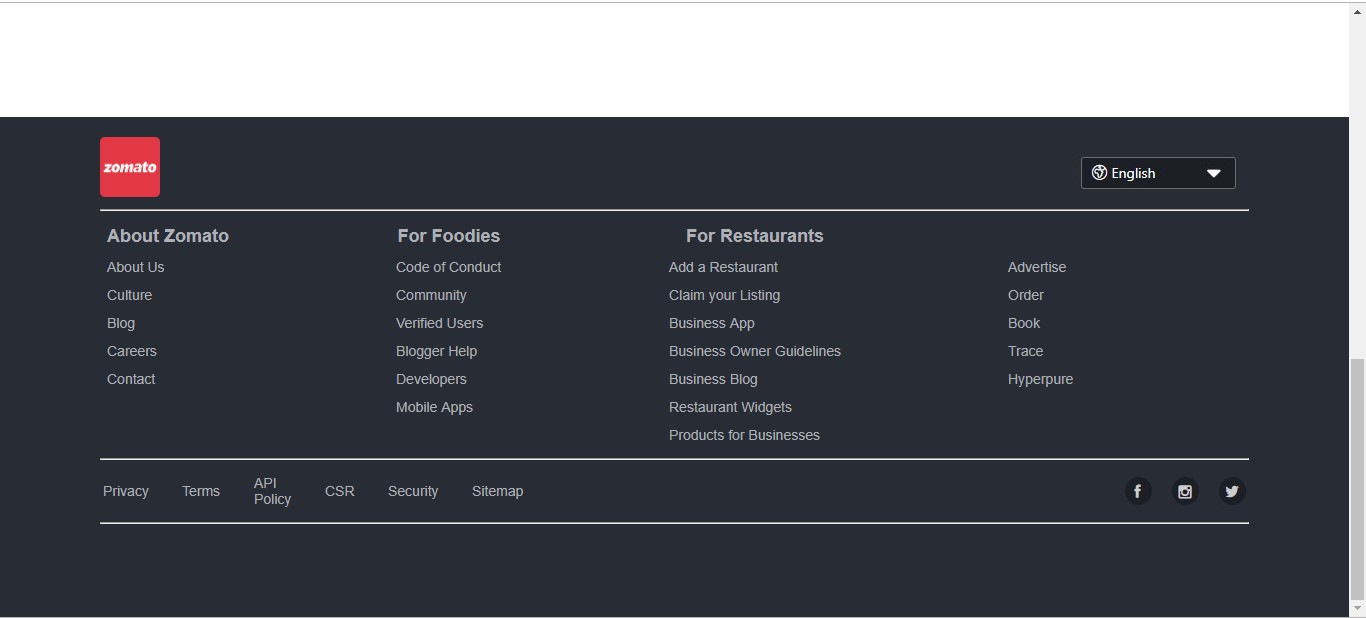 zomato
English
About Zomato
About Us
Culture
Blog
Careers
Contact
For Foodies
Code of Conduct
Community
Verified Users
Blogger Help
Developers
Mobile Apps
For Restaurants
Add a Restaurant
Claim your Listing
Business App
Business Owner Guidelines
Business Blog
Restaurant Widgets
Products for Businesses
Advertise
Order
Book
Trace
Hyperpure
Privacy
Terms
API
Policy
CSR
Security
Sitemap